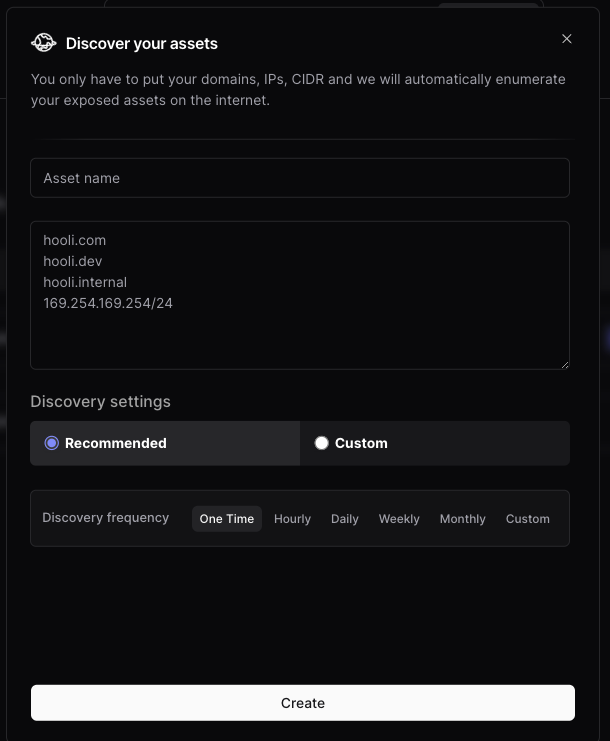 Discover your assets
You only have to put your domains, IPs, CIDR and we will automatically enumerate
your exposed assets on the internet.
Asset name
hooli.com
hooli.dev
hooli.internal
169.254.169.254/24
Discovery settings
Recommended
Custom
Discovery frequency
One Time
Hourly
Daily
Weekly
Monthly
Custom
Create